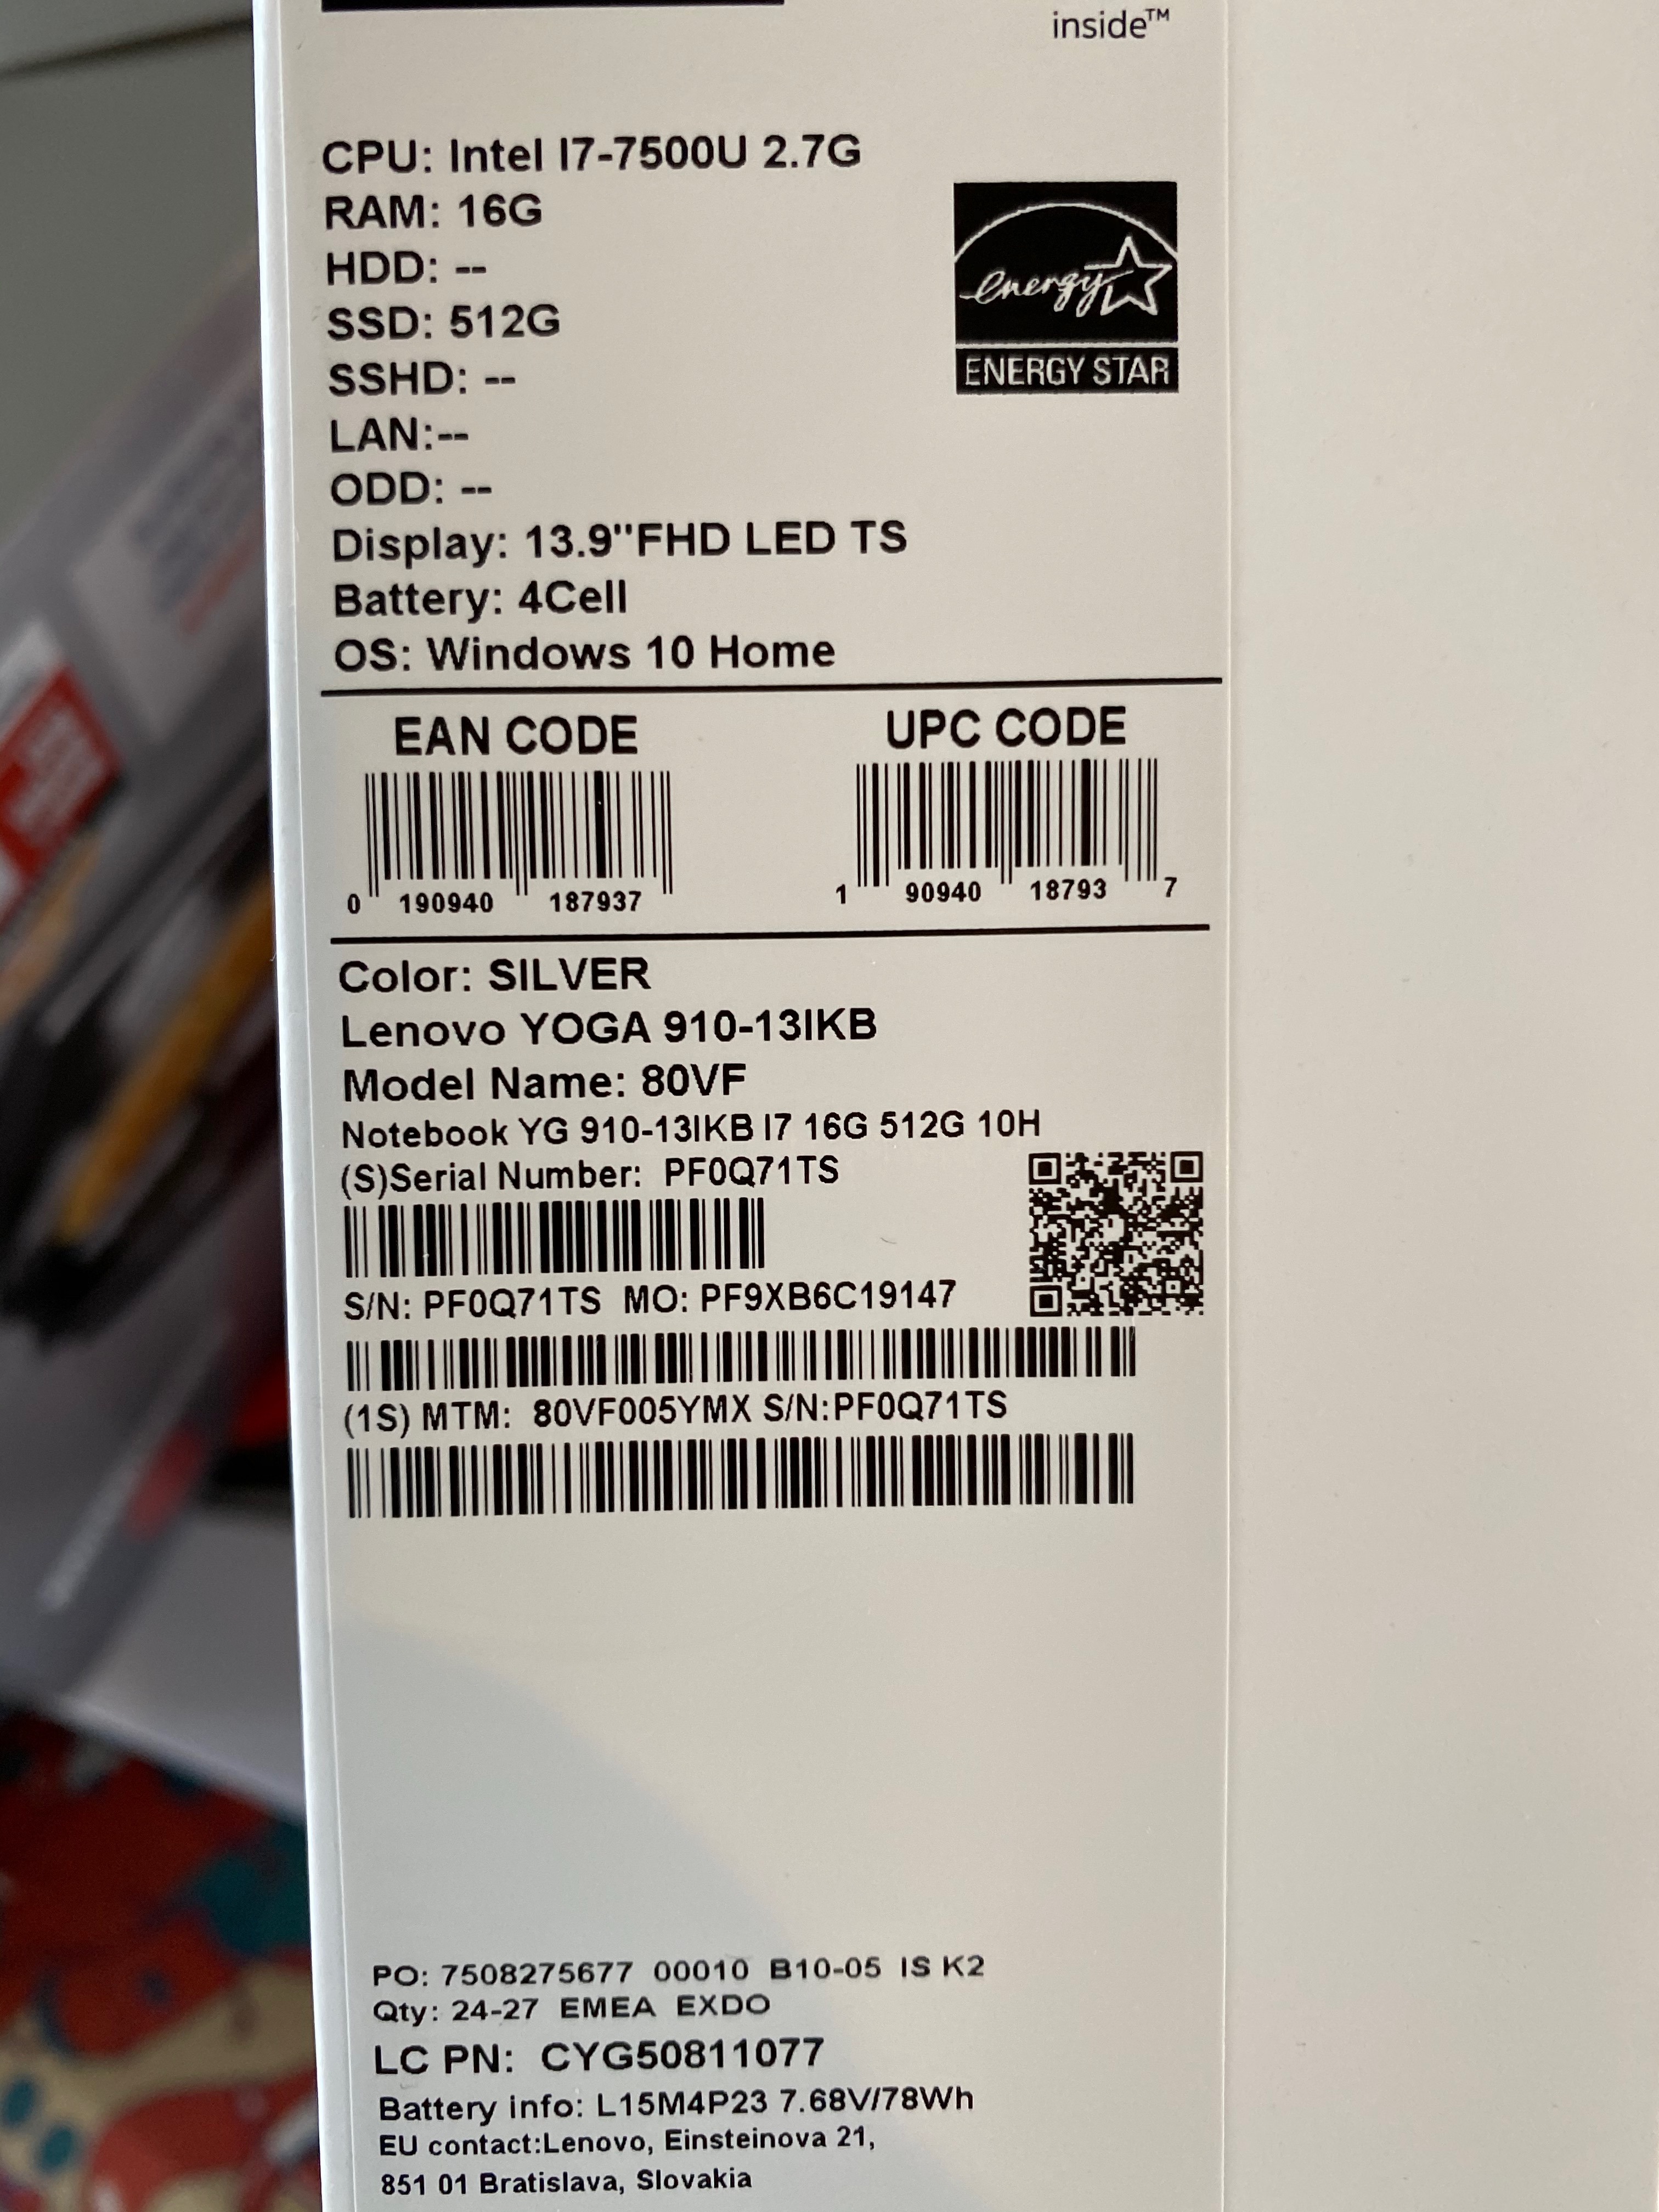 inside™
CPU: Intel I7-7500U 2.7G
RAM: 16G
HDD: --
SSD: 512G
SSHD: --
LAN:--
ODD: --
Display: 13.9''FHD LED TS
Battery: 4Cell
OS: Windows 10 Home
energy
ENERGY STAR
EAN CODE
0 190940 187937
UPC CODE
1 90940 18793 7
Color: SILVER
Lenovo YOGA 910-13IKB
Model Name: 80VF
Notebook YG 910-13IKB I7 16G 512G 10H
(S)Serial Number: PF0Q71TS
S/N: PF0Q71TS MO: PF9XB6C19147
(1S) MTM: 80VF005YMX S/N:PF0Q71TS
PO: 7508275677 00010 B10-05 IS K2
Qty: 24-27 EMEA EXDO
LC PN: CYG50811077
Battery info: L15M4P23 7.68V/78Wh
EU contact:Lenovo, Einsteinova 21,
851 01 Bratislava, Slovakia